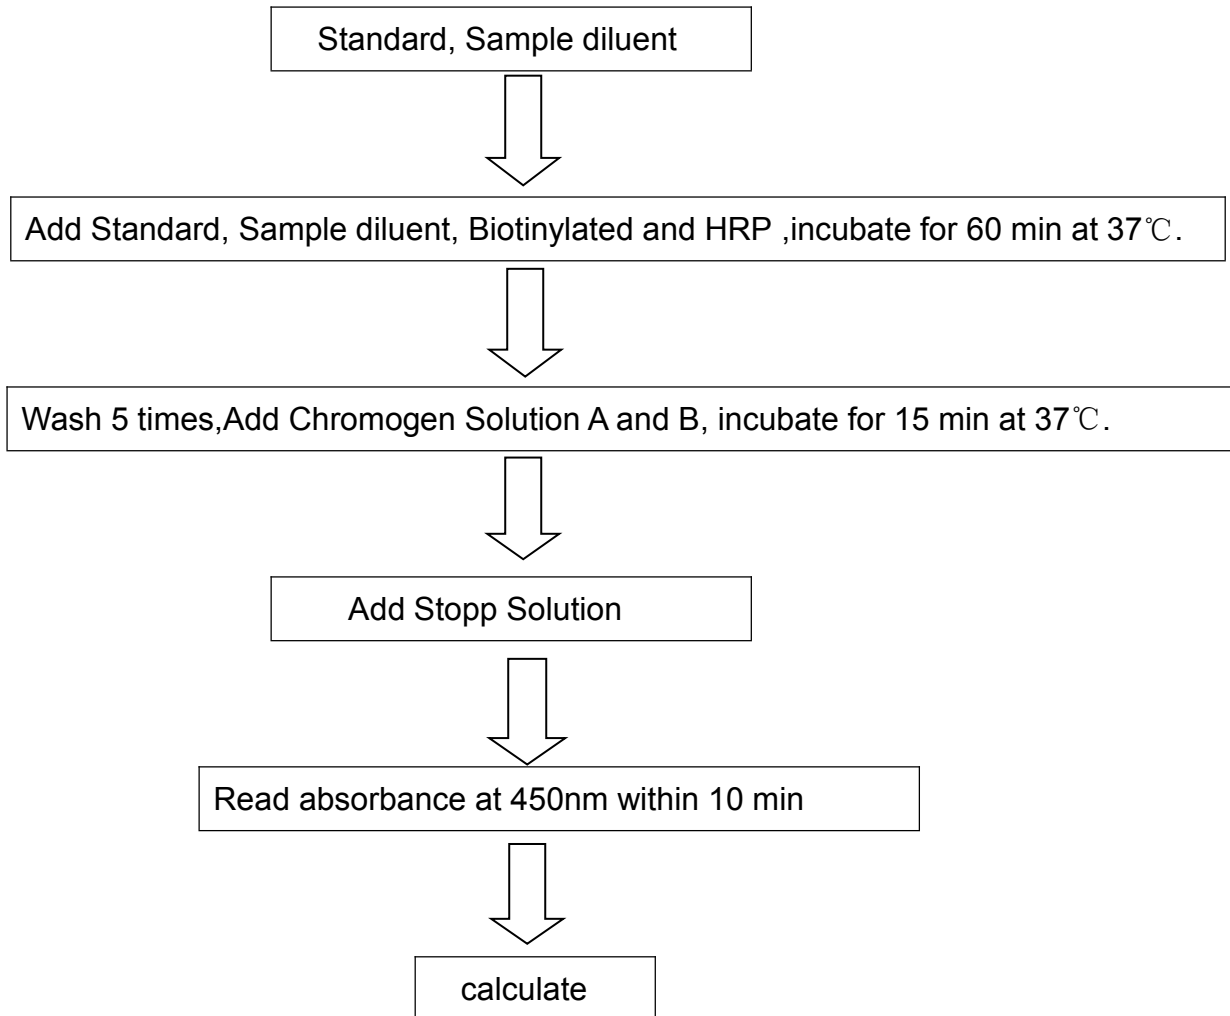 Standard, Sample diluent
Add Standard, Sample diluent, Biotinylated and HRP ,incubate for 60 min at 37℃.
Wash 5 times,Add Chromogen Solution A and B, incubate for 15 min at 37℃.
Add Stopp Solution
Read absorbance at 450nm within 10 min
calculate